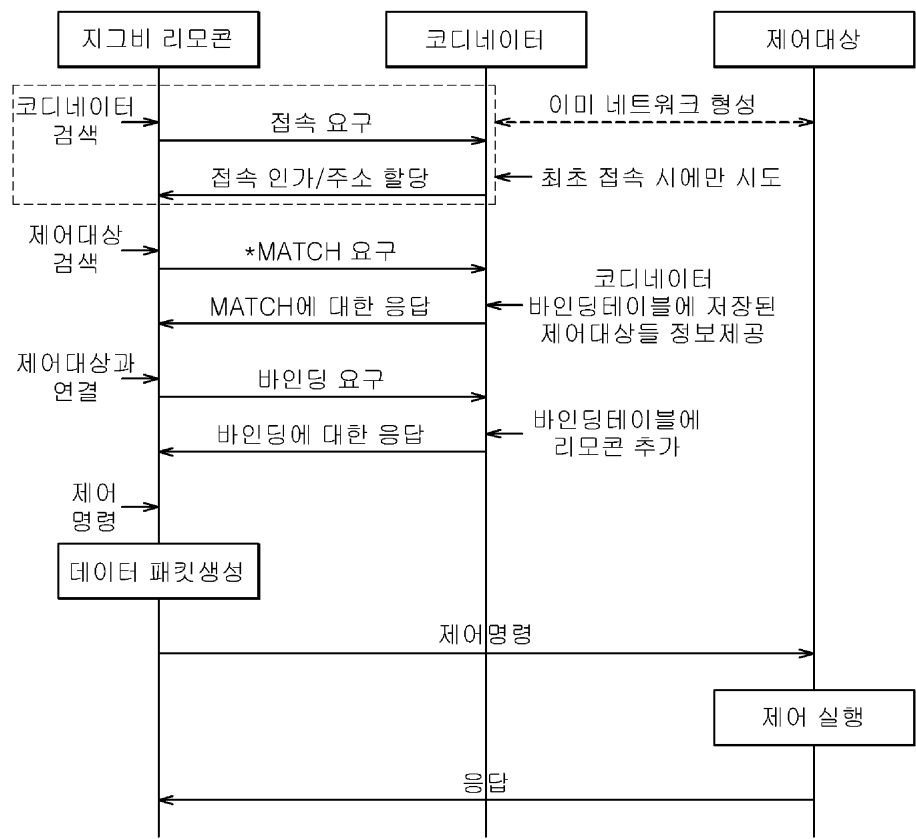 지그비 리모콘
코디네이터
제어대상
코디네이터
검색
접속 요구
이미 네트워크 형성
접속 인가/주소 할당
최초 접속 시에만 시도
제어대상
검색
*MATCH 요구
코디네이터
바인딩테이블에 저장된
제어대상들 정보제공
MATCH에 대한 응답
제어대상과
연결
바인딩 요구
바인딩테이블에
리모콘 추가
바인딩에 대한 응답
제어
명령
데이터 패킷생성
제어명령
제어 실행
응답